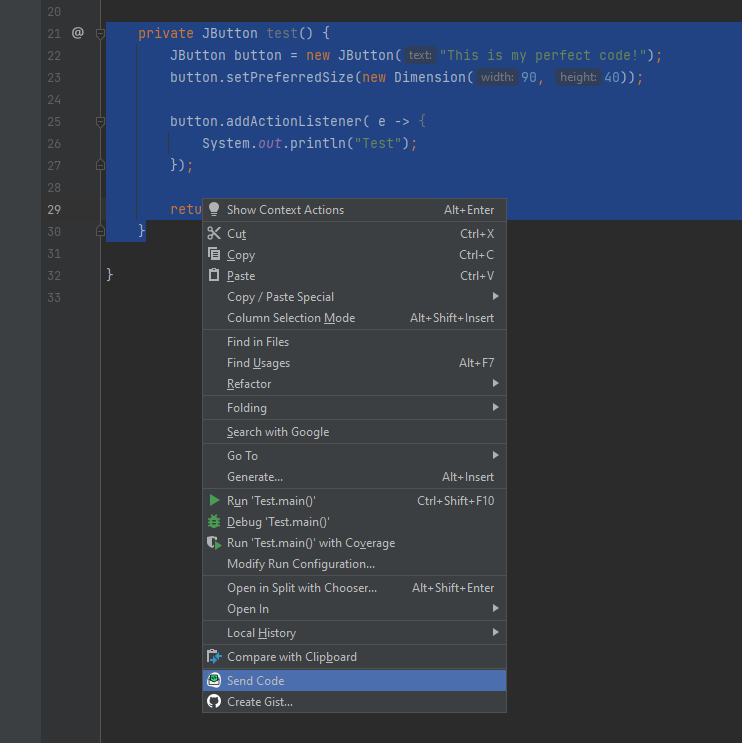 20
21 @ private JButton test() {
22 JButton button = new JButton( text: "This is my perfect code!");
23 button.setPreferredSize(new Dimension( width: 90, height: 40));
24
25 button.addActionListener( e -> {
26 System.out.println("Test");
27 });
28
29 retu
30 }
31
32 }
33
Show Context Actions Alt+Enter
Cut Ctrl+X
Copy Ctrl+C
Paste Ctrl+V
Copy / Paste Special
Column Selection Mode Alt+Shift+Insert
Find in Files
Find Usages Alt+F7
Refactor
Folding
Search with Google
Go To
Generate... Alt+Insert
Run 'Test.main()' Ctrl+Shift+F10
Debug 'Test.main()'
Run 'Test.main()' with Coverage
Modify Run Configuration...
Open in Split with Chooser... Alt+Shift+Enter
Open In
Local History
Compare with Clipboard
Send Code
Create Gist...